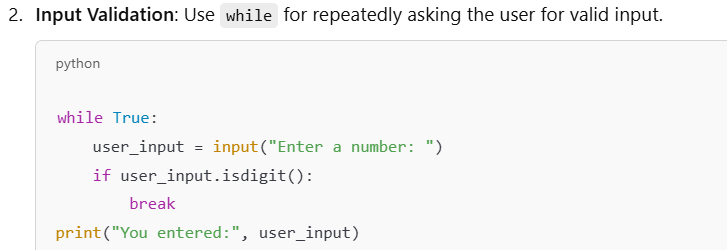 2. Input Validation: Use while for repeatedly asking the user for valid input.
python
while True:
    user_input = input("Enter a number: ")
    if user_input.isdigit():
        break
print("You entered:", user_input)